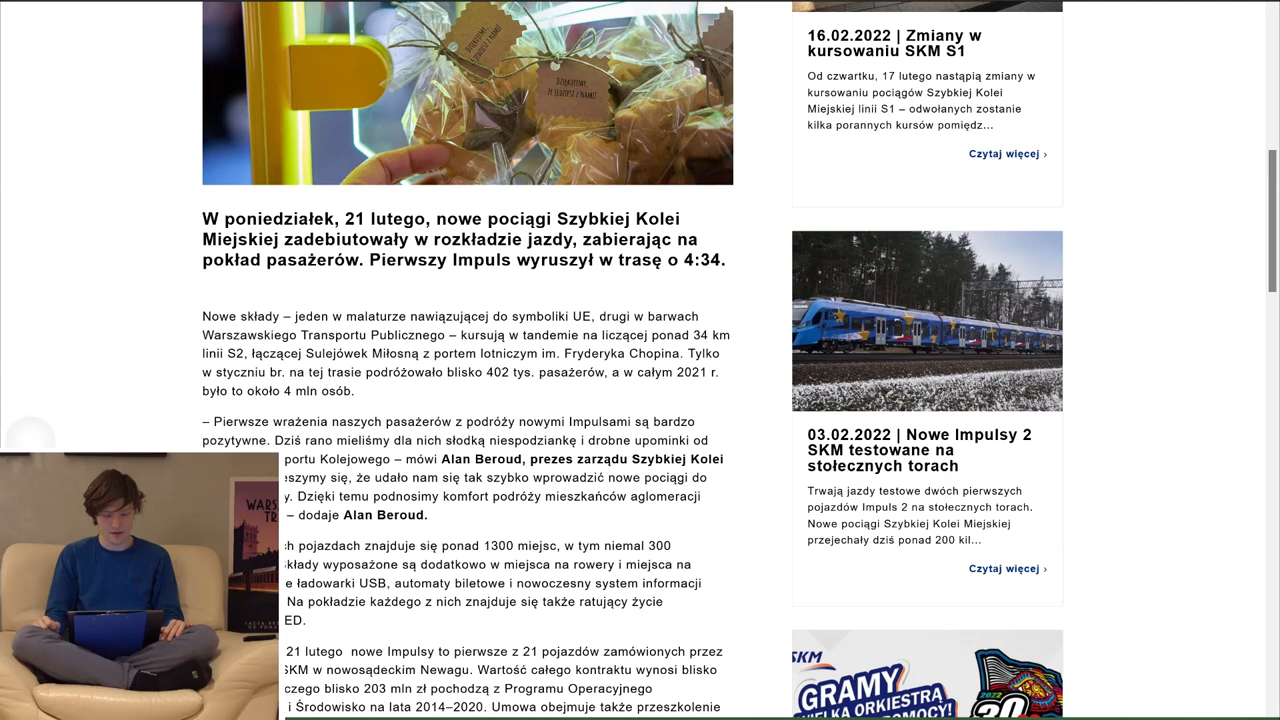 DZIĘKUJEMY,
ŻE JEDZIESZ Z NAMI!
W poniedziałek, 21 lutego, nowe pociągi Szybkiej Kolei
Miejskiej zadebiutowały w rozkładzie jazdy, zabierając na
pokład pasażerów. Pierwszy Impuls wyruszył w trasę o 4:34.
Nowe składy – jeden w malaturze nawiązującej do symboliki UE, drugi w barwach
Warszawskiego Transportu Publicznego – kursują w tandemie na liczącej ponad 34 km
linii S2, łączącej Sulejówek Miłosną z portem lotniczym im. Fryderyka Chopina. Tylko
w styczniu br. na tej trasie podróżowało blisko 402 tys. pasażerów, a w całym 2021 r.
było to około 4 mln osób.
– Pierwsze wrażenia naszych pasażerów z podróży nowymi Impulsami są bardzo
pozytywne. Dziś rano mieliśmy dla nich słodką niespodziankę i drobne upominki od
portu Kolejowego – mówi Alan Beroud, prezes zarządu Szybkiej Kolei
eszymy się, że udało nam się tak szybko wprowadzić nowe pociągi do
y. Dzięki temu podnosimy komfort podróży mieszkańców aglomeracji
– dodaje Alan Beroud.
ch pojazdach znajduje się ponad 1300 miejsc, w tym niemal 300
kłady wyposażone są dodatkowo w miejsca na rowery i miejsca na
e ładowarki USB, automaty biletowe i nowoczesny system informacji
Na pokładzie każdego z nich znajduje się także ratujący życie
ED.
21 lutego nowe Impulsy to pierwsze z 21 pojazdów zamówionych przez
SKM w nowosądeckim Newagu. Wartość całego kontraktu wynosi blisko
czego blisko 203 mln zł pochodzą z Programu Operacyjnego
i Środowisko na lata 2014–2020. Umowa obejmuje także przeszkolenie
16.02.2022 | Zmiany w
kursowaniu SKM S1
Od czwartku, 17 lutego nastąpią zmiany w
kursowaniu pociągów Szybkiej Kolei
Miejskiej linii S1 – odwołanych zostanie
kilka porannych kursów pomiędz...
Czytaj więcej ›
03.02.2022 | Nowe Impulsy 2
SKM testowane na
stołecznych torach
Trwają jazdy testowe dwóch pierwszych
pojazdów Impuls 2 na stołecznych torach.
Nowe pociągi Szybkiej Kolei Miejskiej
przejechały dziś ponad 200 kil...
Czytaj więcej ›
SKM
GRAMY
WIELKA ORKIESTRA
POMOCY!
2022
30